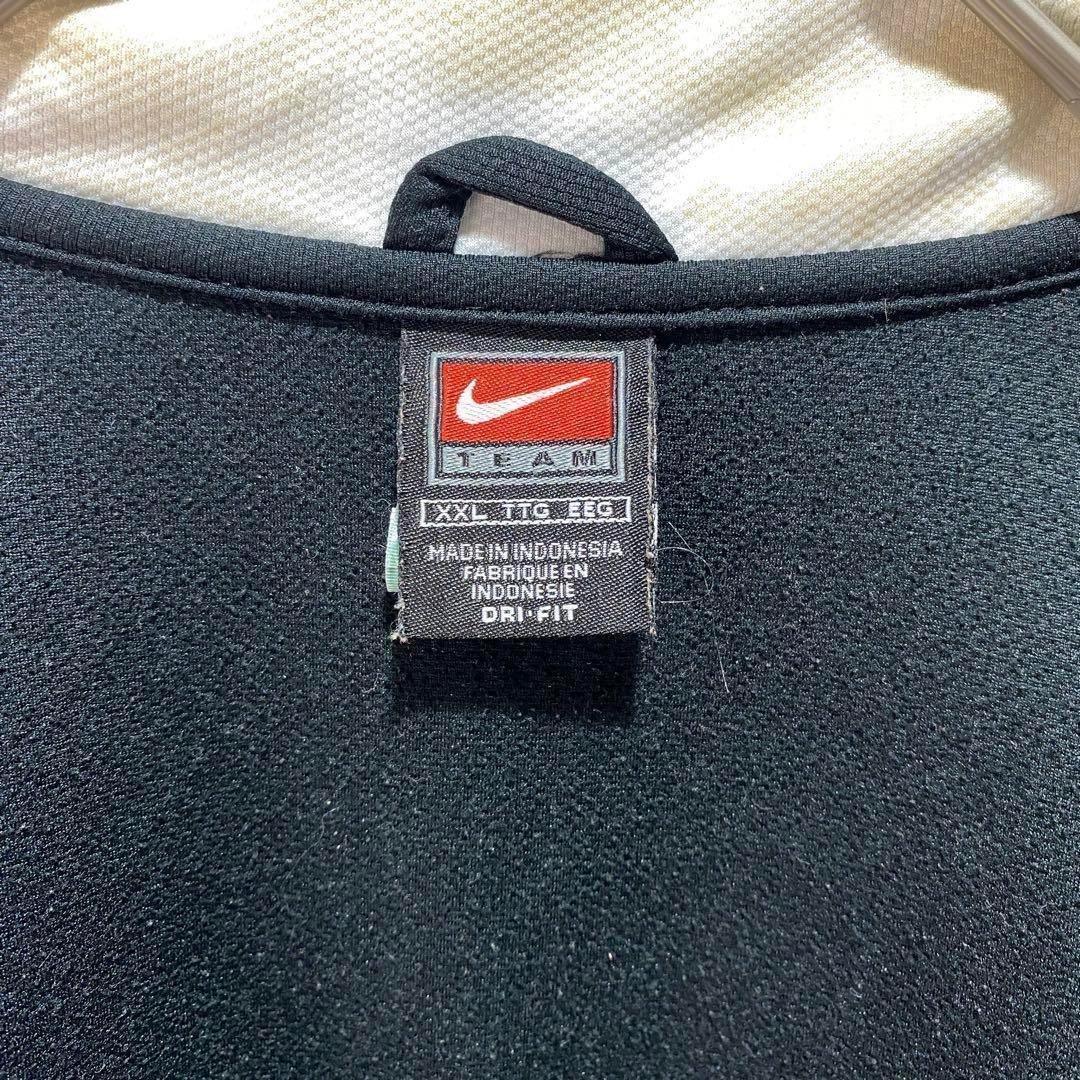 TEAM
XXL TTG EEG
MADE IN INDONESIA
FABRIQUE EN
INDONESIE
DRI•FIT